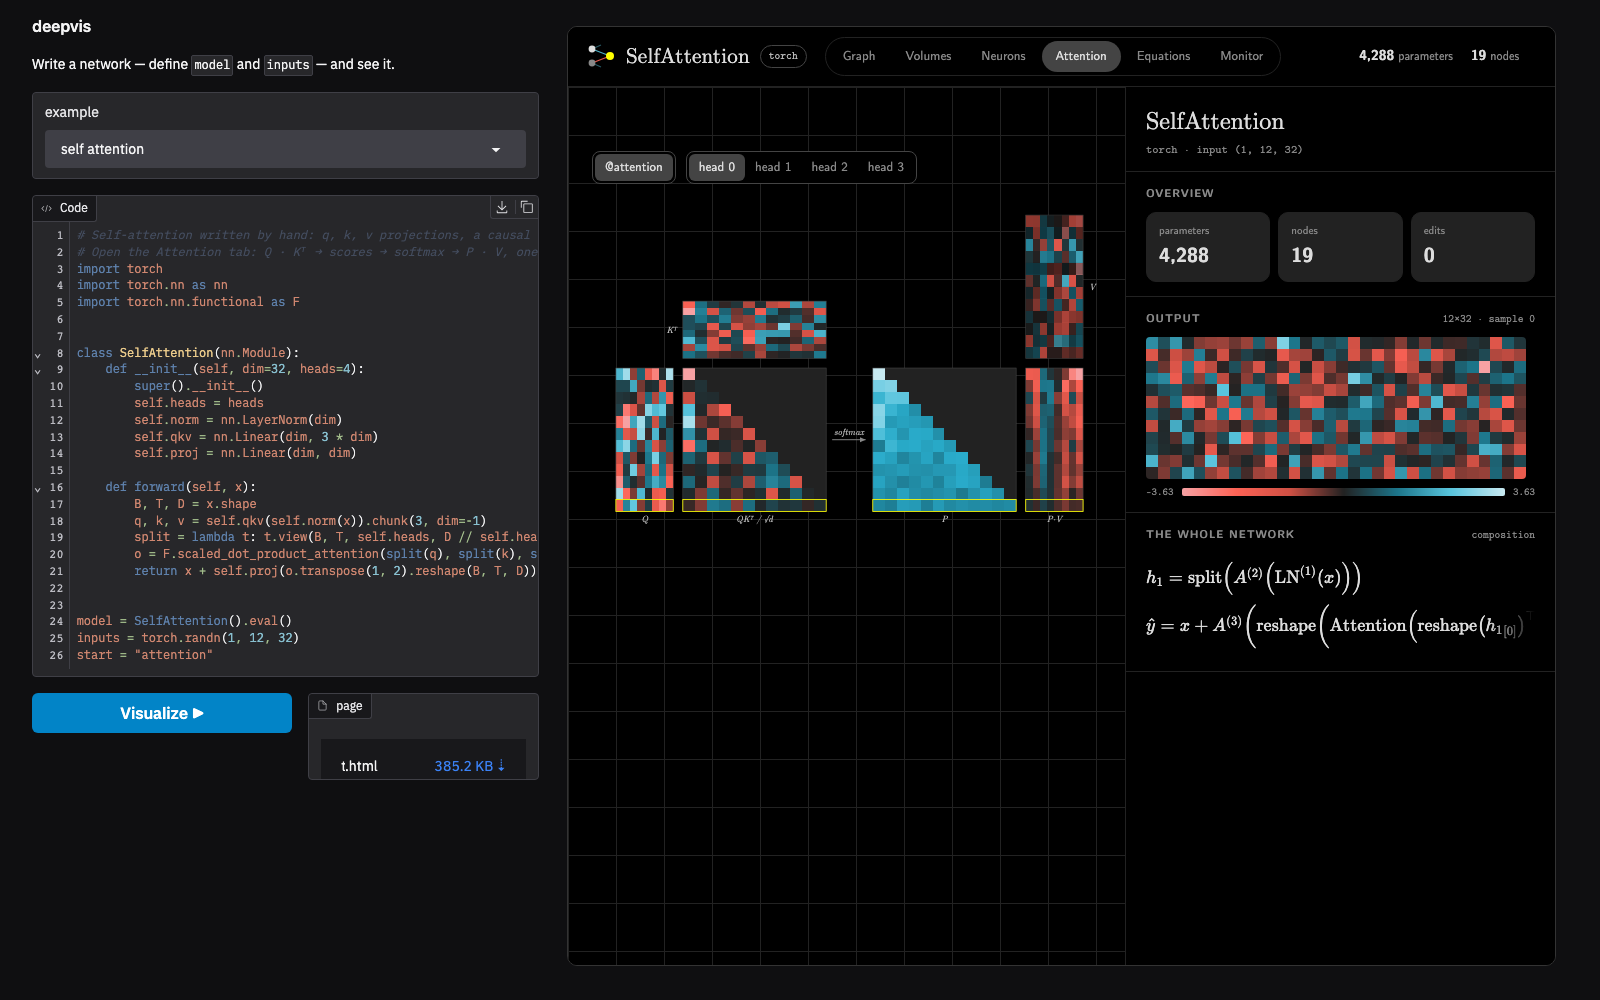 deepvis
Write a network — define model and inputs — and see it.
example
self attention
Code
1 # Self-attention written by hand: q, k, v projections, a causal
2 # Open the Attention tab: Q · Kᵀ → scores → softmax → P · V, one
3 import torch
4 import torch.nn as nn
5 import torch.nn.functional as F
6
7
8 class SelfAttention(nn.Module):
9 def __init__(self, dim=32, heads=4):
10 super().__init__()
11 self.heads = heads
12 self.norm = nn.LayerNorm(dim)
13 self.qkv = nn.Linear(dim, 3 * dim)
14 self.proj = nn.Linear(dim, dim)
15
16 def forward(self, x):
17 B, T, D = x.shape
18 q, k, v = self.qkv(self.norm(x)).chunk(3, dim=-1)
19 split = lambda t: t.view(B, T, self.heads, D // self.hea
20 o = F.scaled_dot_product_attention(split(q), split(k), s
21 return x + self.proj(o.transpose(1, 2).reshape(B, T, D))
22
23
24 model = SelfAttention().eval()
25 inputs = torch.randn(1, 12, 32)
26 start = "attention"
Visualize ▶
page
t.html 385.2 KB ↓
SelfAttention torch
Graph Volumes Neurons Attention Equations Monitor
4,288 parameters 19 nodes
@attention head 0 head 1 head 2 head 3
V
Kᵀ
softmax
Q QKᵀ / √d P P·V
SelfAttention
torch · input (1, 12, 32)
OVERVIEW
parameters nodes edits
4,288 19 0
OUTPUT 12×32 · sample 0
-3.63 3.63
THE WHOLE NETWORK composition
h₁ = split(A⁽²⁾(LN⁽¹⁾(x)))
ŷ = x + A⁽³⁾(reshape(Attention(reshape(h₁[0])